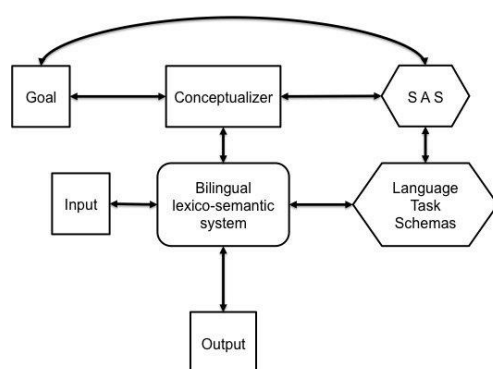 Goal
Conceptualizer
S A S
Input
Bilingual
lexico-semantic
system
Language
Task
Schemas
Output